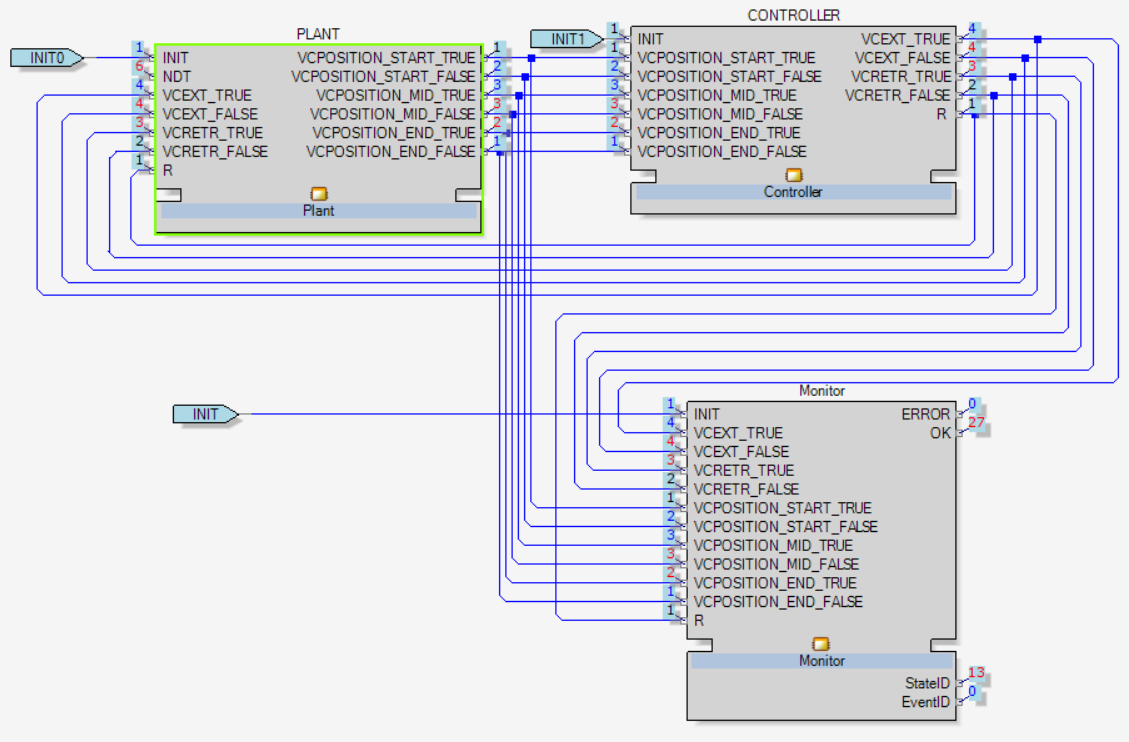 PLANT
INIT0
1 INIT VCPOSITION_START_TRUE 1
6 NDT VCPOSITION_START_FALSE 2
4 VCEXT_TRUE VCPOSITION_MID_TRUE 3
4 VCEXT_FALSE VCPOSITION_MID_FALSE 3
3 VCRETR_TRUE VCPOSITION_END_TRUE 2
2 VCRETR_FALSE VCPOSITION_END_FALSE 1
1 R
Plant
CONTROLLER
INIT1
1 INIT VCEXT_TRUE 4
1 VCPOSITION_START_TRUE VCEXT_FALSE 4
2 VCPOSITION_START_FALSE VCRETR_TRUE 3
3 VCPOSITION_MID_TRUE VCRETR_FALSE 2
3 VCPOSITION_MID_FALSE R 1
2 VCPOSITION_END_TRUE
1 VCPOSITION_END_FALSE
Controller
Monitor
INIT
1 INIT ERROR 0
4 VCEXT_TRUE OK 27
4 VCEXT_FALSE
3 VCRETR_TRUE
2 VCRETR_FALSE
1 VCPOSITION_START_TRUE
2 VCPOSITION_START_FALSE
3 VCPOSITION_MID_TRUE
3 VCPOSITION_MID_FALSE
2 VCPOSITION_END_TRUE
1 VCPOSITION_END_FALSE
1 R
Monitor
StateID 13
EventID 0